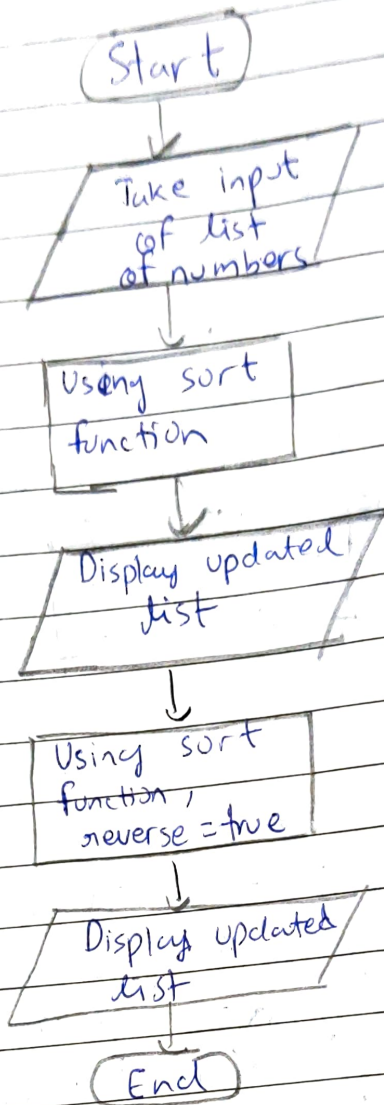 Start
Take input
of list
of numbers
Using sort
function
Display updated
list
Using sort
function,
reverse = true
Display updated
list
End